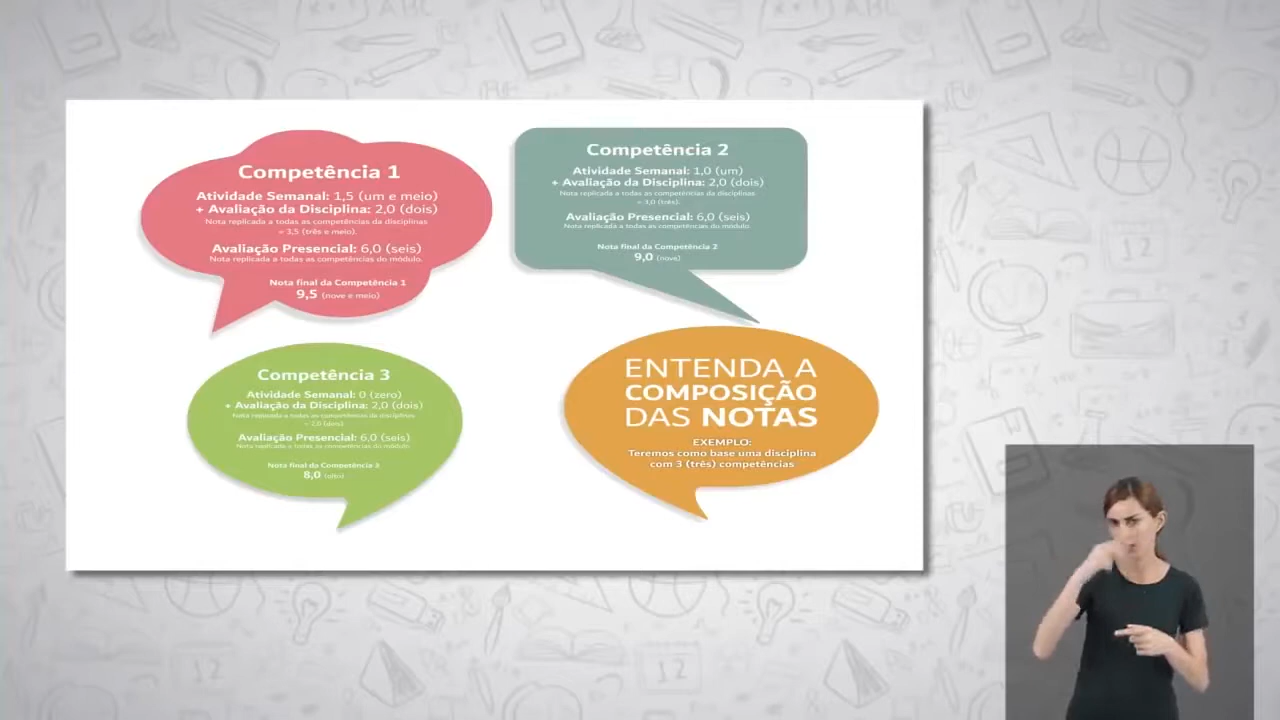 Competência 1
Atividade Semanal: 1,5 (um e meio)
+ Avaliação da Disciplina: 2,0 (dois)
Nota replicada a todas as competências da disciplinas
= 3,5 (três e meio).
Avaliação Presencial: 6,0 (seis)
Nota replicada a todas as competências do módulo.
Nota final da Competência 1
9,5 (nove e meio)
Competência 2
Atividade Semanal: 1,0 (um)
+ Avaliação da Disciplina: 2,0 (dois)
Nota replicada a todas as competências da disciplinas
= 3,0 (três).
Avaliação Presencial: 6,0 (seis)
Nota replicada a todas as competências do módulo.
Nota final da Competência 2
9,0 (nove)
Competência 3
Atividade Semanal: 0 (zero)
+ Avaliação da Disciplina: 2,0 (dois)
Nota replicada a todas as competências da disciplinas
= 2,0 (dois)
Avaliação Presencial: 6,0 (seis)
Nota replicada a todas as competências do módulo.
Nota final da Competência 3
8,0 (oito)
ENTENDA A
COMPOSIÇÃO
DAS NOTAS
EXEMPLO:
Teremos como base uma disciplina
com 3 (três) competências